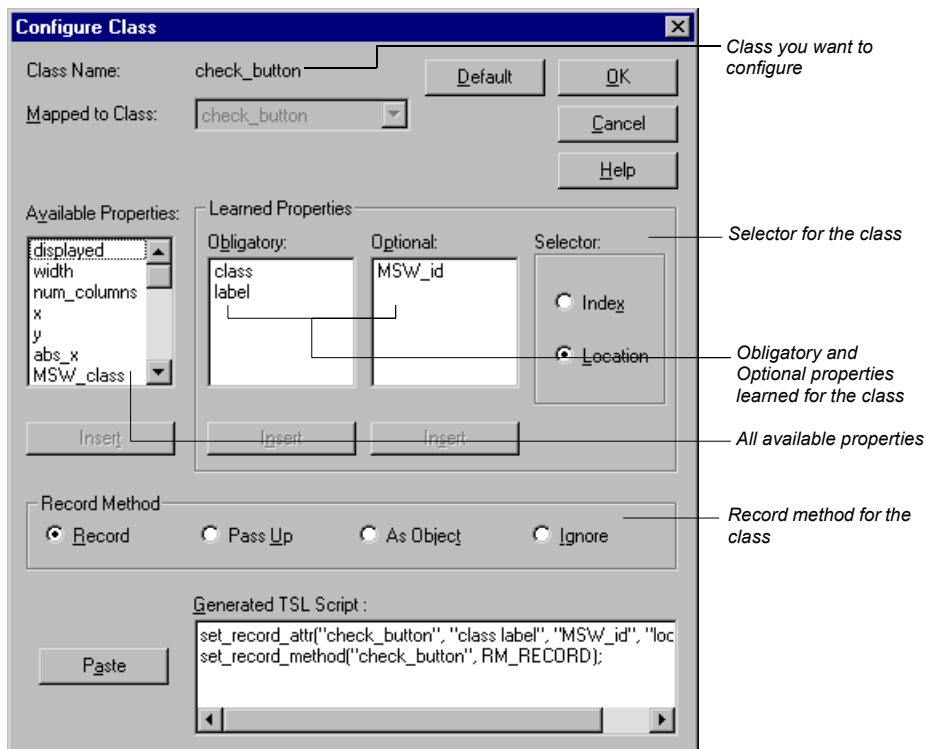 Configure Class
Class you want to
configure
Class Name:
check_button
Default
OK
Mapped to Class:
check_button
Cancel
Help
Available Properties:
displayed
width
num_columns
x
y
abs_x
MSW_class
Insert
Learned Properties
Obligatory:
class
label
Insert
Optional:
MSW_id
Insert
Selector:
Index
Location
Selector for the class
Obligatory and
Optional properties
learned for the class
All available properties
Record Method
Record
Pass Up
As Object
Ignore
Record method for the
class
Generated TSL Script :
set_record_attr("check_button", "class label", "MSW_id", "loc
set_record_method("check_button", RM_RECORD);
Paste